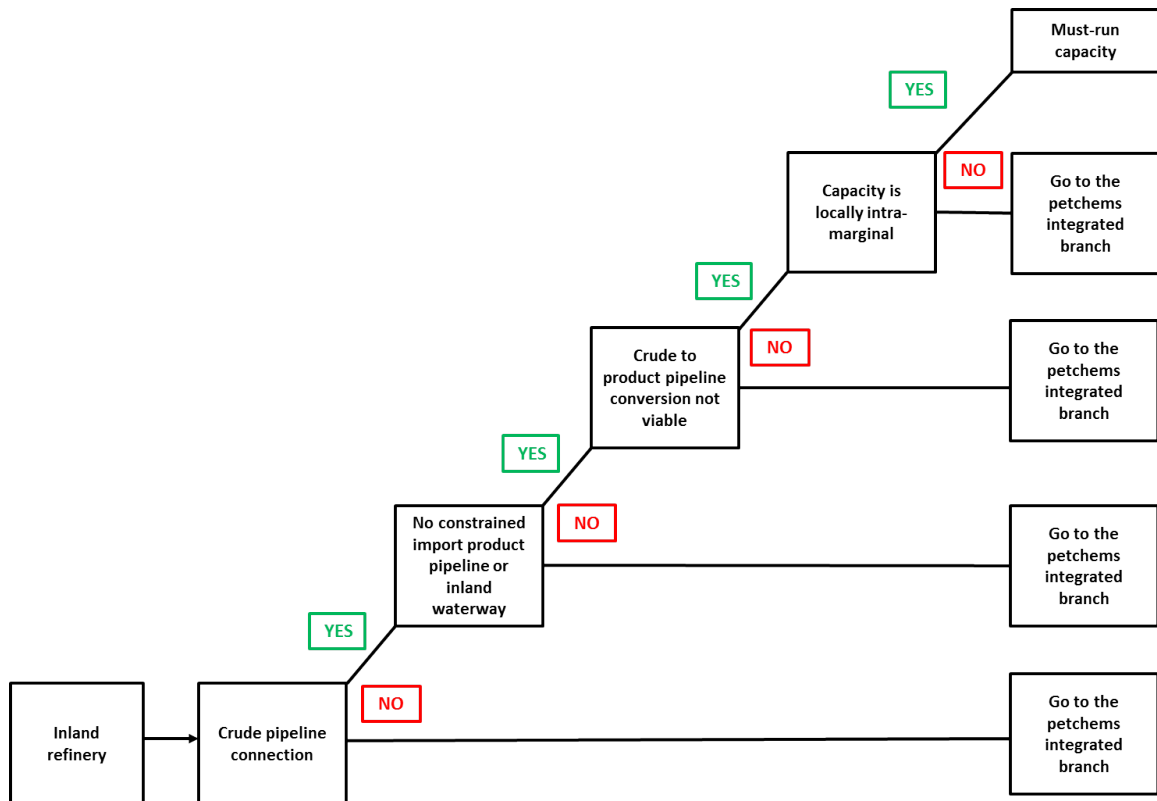 Must-run
capacity
YES
NO
Capacity is
locally intra-
marginal
Go to the
petchems
integrated
branch
YES
NO
Crude to
product pipeline
conversion not
viable
Go to the
petchems
integrated
branch
YES
NO
No constrained
import product
pipeline or
inland
waterway
Go to the
petchems
integrated
branch
YES
NO
Inland
refinery
Crude pipeline
connection
Go to the
petchems
integrated
branch